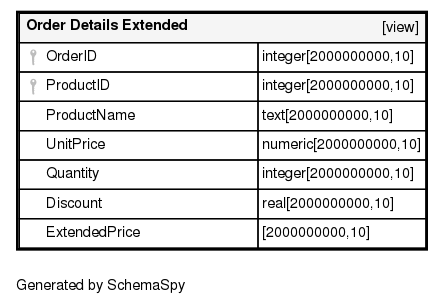 Order Details Extended [view]
OrderID integer[2000000000,10]
ProductID integer[2000000000,10]
ProductName text[2000000000,10]
UnitPrice numeric[2000000000,10]
Quantity integer[2000000000,10]
Discount real[2000000000,10]
ExtendedPrice [2000000000,10]
Generated by SchemaSpy